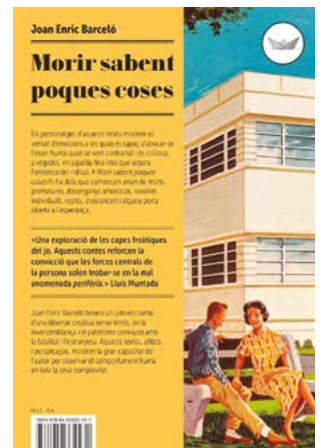 Joan Enric Barceló
Morir sabent
poques coses
Els personatges d'aquests relats mostren el
ventall d'emocions a les quals és capaç d'abocar-se
l'ésser humà quan se sent contrariat i es col·loca,
a vegades, en aquella fina línia que separa
l'enteresa del ridícul. A Morir sabent poques
coses hi ha dols que comencen arran de morts
prematures, desenganys amorosos, revoltes
individuals, reptes, desconcert i alguna porta
oberta a l'esperança.
«Una exploració de les capes freàtiques
del jo. Aquests contes reforcen la
convicció que les forces centrals de
la persona solen trobar-se en la mal
anomenada perifèria.» Lluís Muntada
Joan Enric Barceló teixeix un univers comú
d'una llibertat creativa sense límits, on la
inversemblança i el patetisme conviuen amb
la fatalitat i l'estranyesa. Aquests textos, afilats
i perspicaços, mostren la gran capacitat de
l'autor per observar el comportament humà
en tota la seva complexitat.